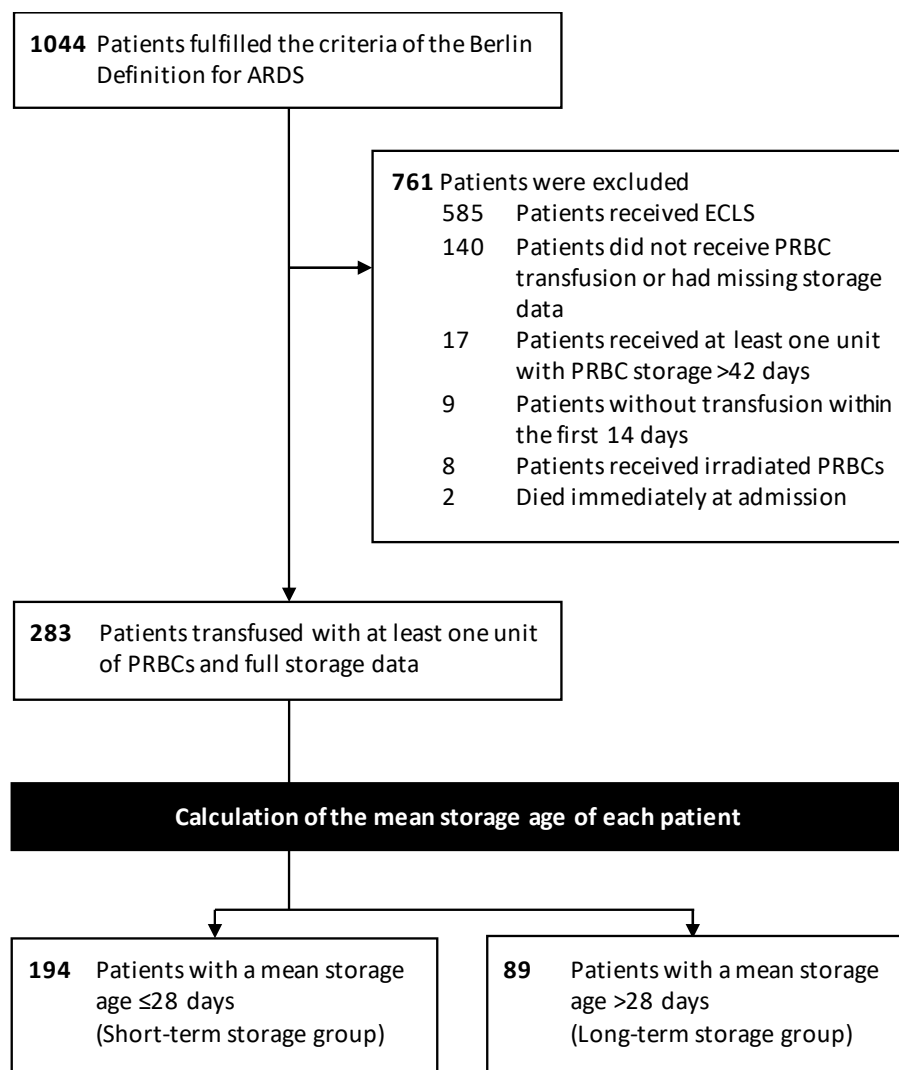 1044 Patients fulfilled the criteria of the Berlin
Definition for ARDS
761 Patients were excluded
585 Patients received ECLS
140 Patients did not receive PRBC
transfusion or had missing storage
data
17 Patients received at least one unit
with PRBC storage >42 days
9 Patients without transfusion within
the first 14 days
8 Patients received irradiated PRBCs
2 Died immediately at admission
283 Patients transfused with at least one unit
of PRBCs and full storage data
Calculation of the mean storage age of each patient
194 Patients with a mean storage
age ≤28 days
(Short-term storage group)
89 Patients with a mean storage
age >28 days
(Long-term storage group)